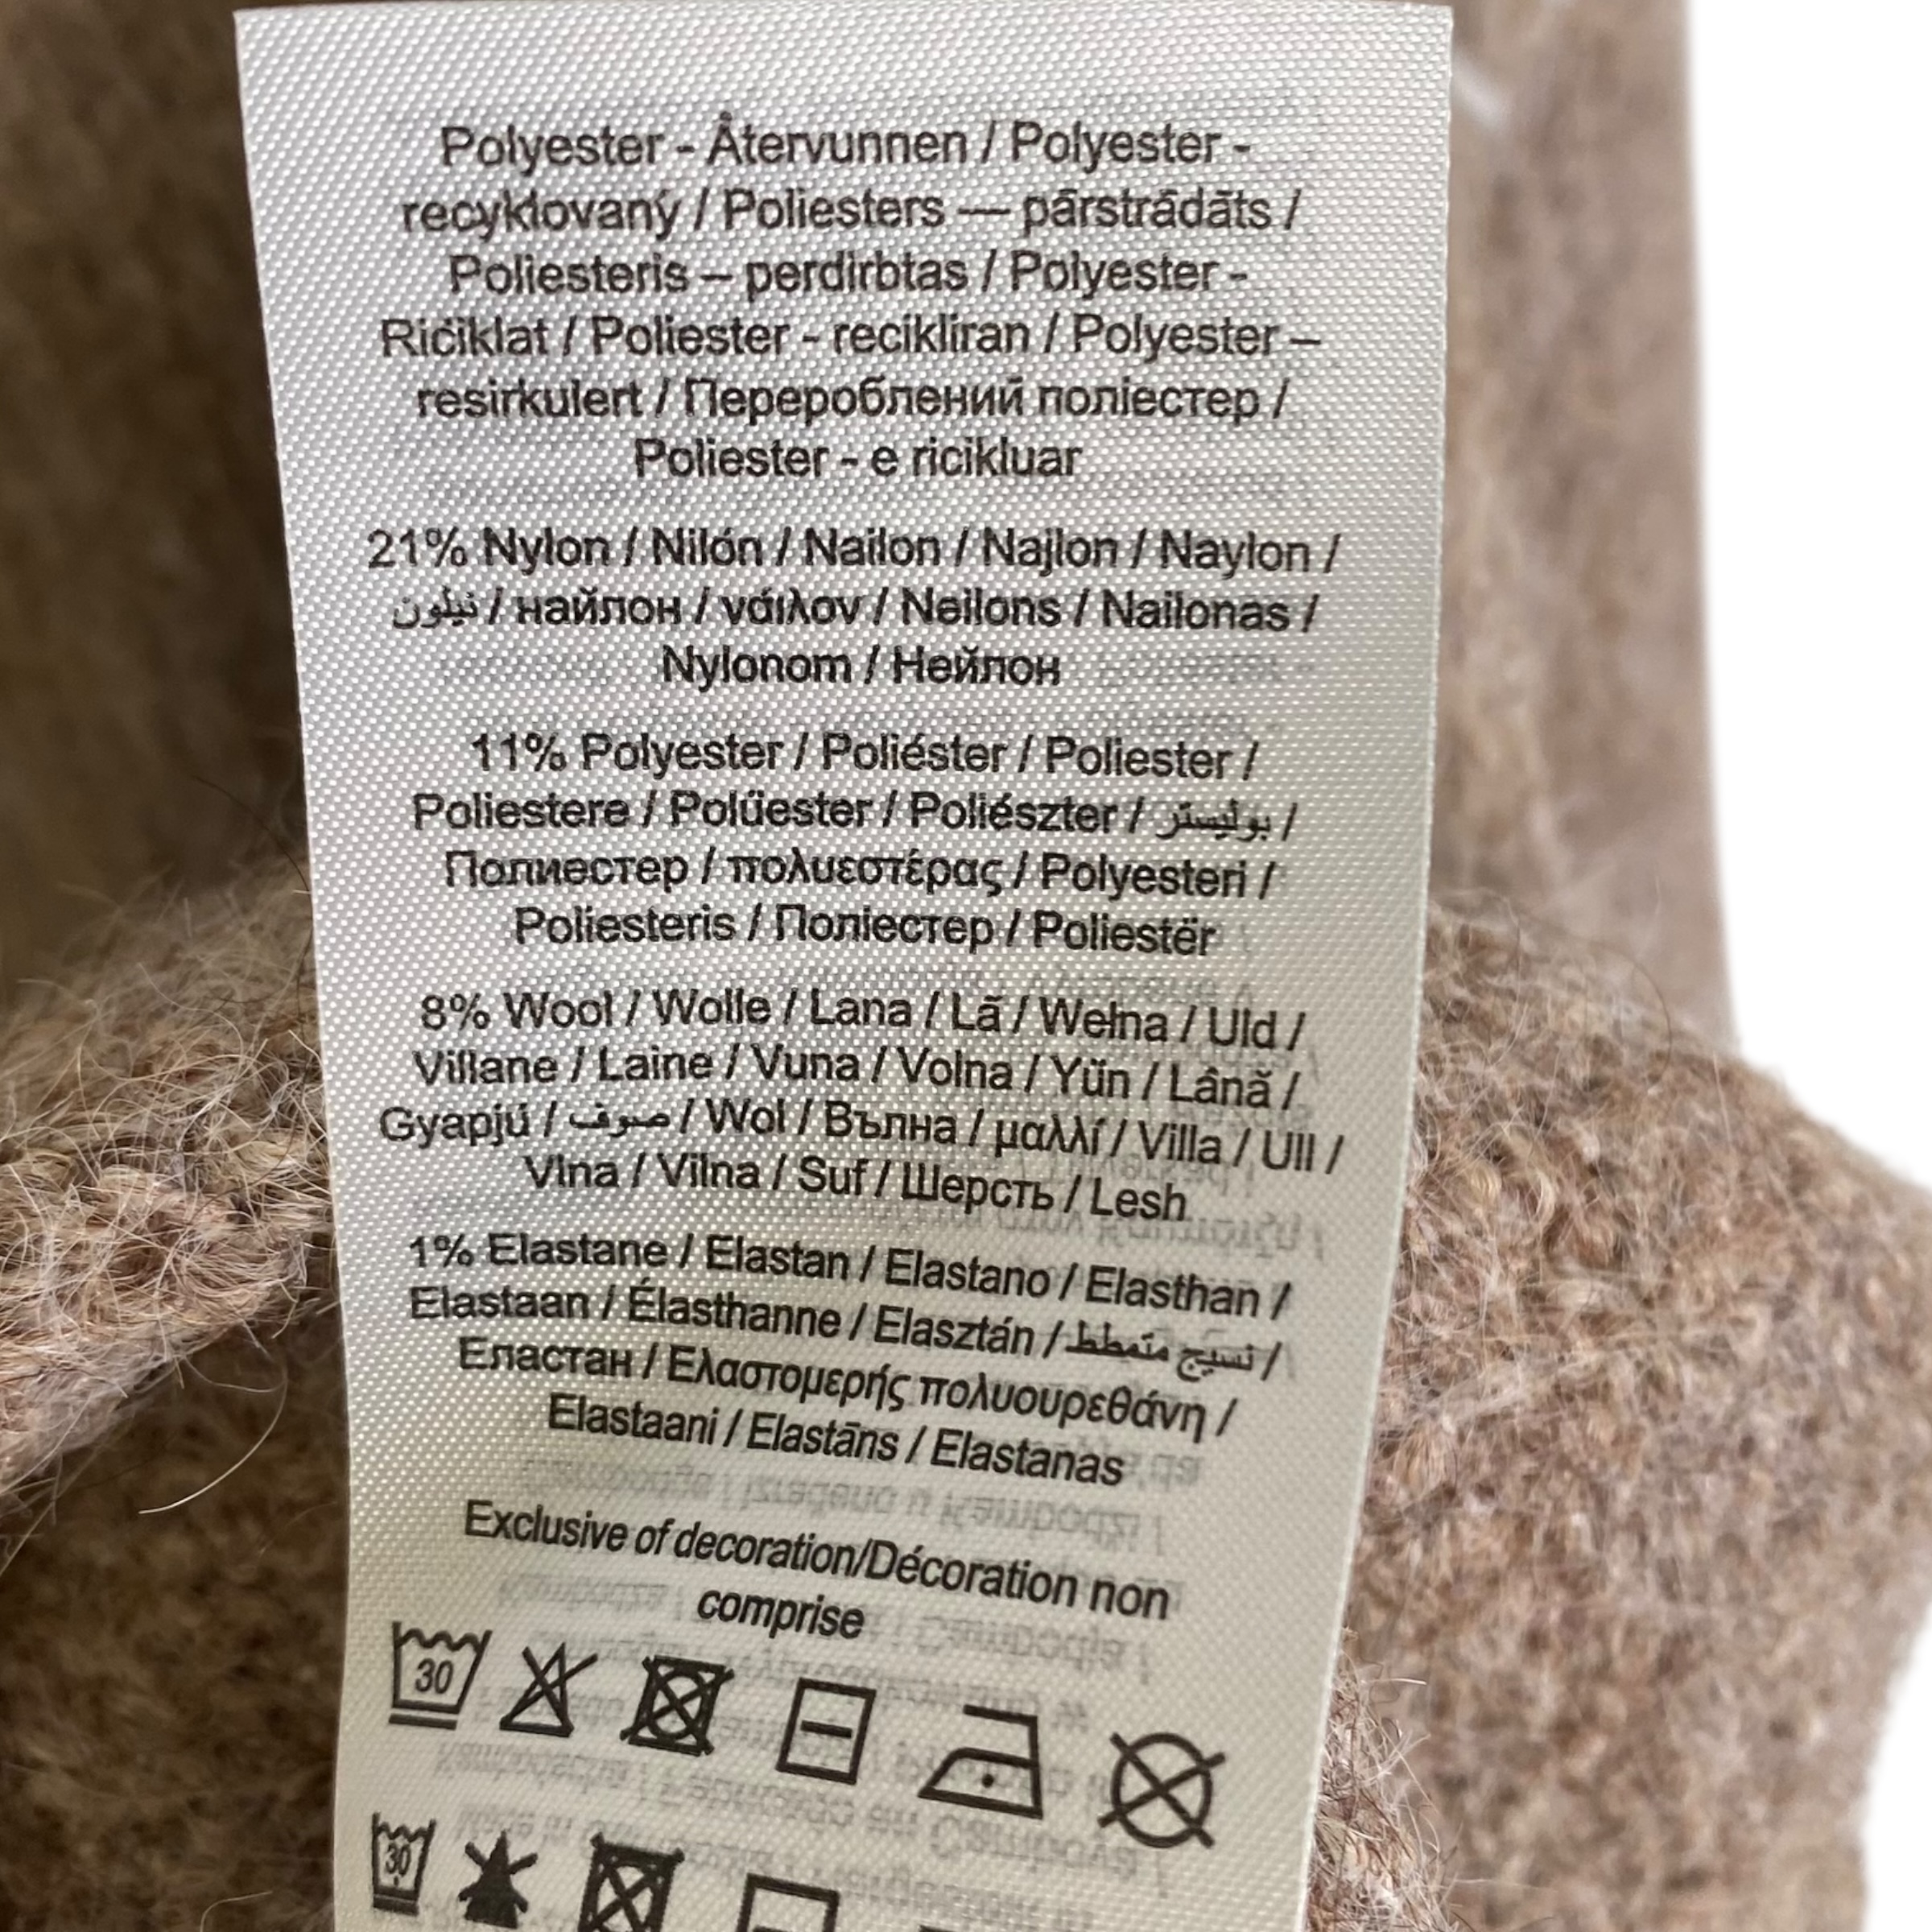 Polyester - Återvunnen / Polyester -
recyklovaný / Poliesters — pārstrādāts /
Poliesteris – perdirbtas / Polyester -
Riċiklat / Poliester - recikliran / Polyester –
resirkulert / Перероблений поліестер /
Poliester - e ricikluar
21% Nylon / Nilón / Nailon / Najlon / Naylon /
نيلون / найлон / νάιλον / Neilons / Nailonas /
Nylonom / Нейлон
11% Polyester / Poliéster / Poliester /
Poliestere / Polüester / Poliészter / بوليستر /
Полиестер / πολυεστέρας / Polyesteri /
Poliesteris / Поліестер / Poliestër
8% Wool / Wolle / Lana / Lã / Wełna / Uld /
Villane / Laine / Vuna / Volna / Yün / Lână /
Gyapjú / صوف / Wol / Вълна / μαλλί / Villa / Ull /
Vlna / Vilna / Suf / Шерсть / Lesh
1% Elastane / Elastan / Elastano / Elasthan /
Elastaan / Élasthanne / Elasztán / نسيج متمطط /
Еластан / Ελαστομερής πολυουρεθάνη /
Elastaani / Elastāns / Elastanas
Exclusive of decoration/Décoration non
comprise
30
30